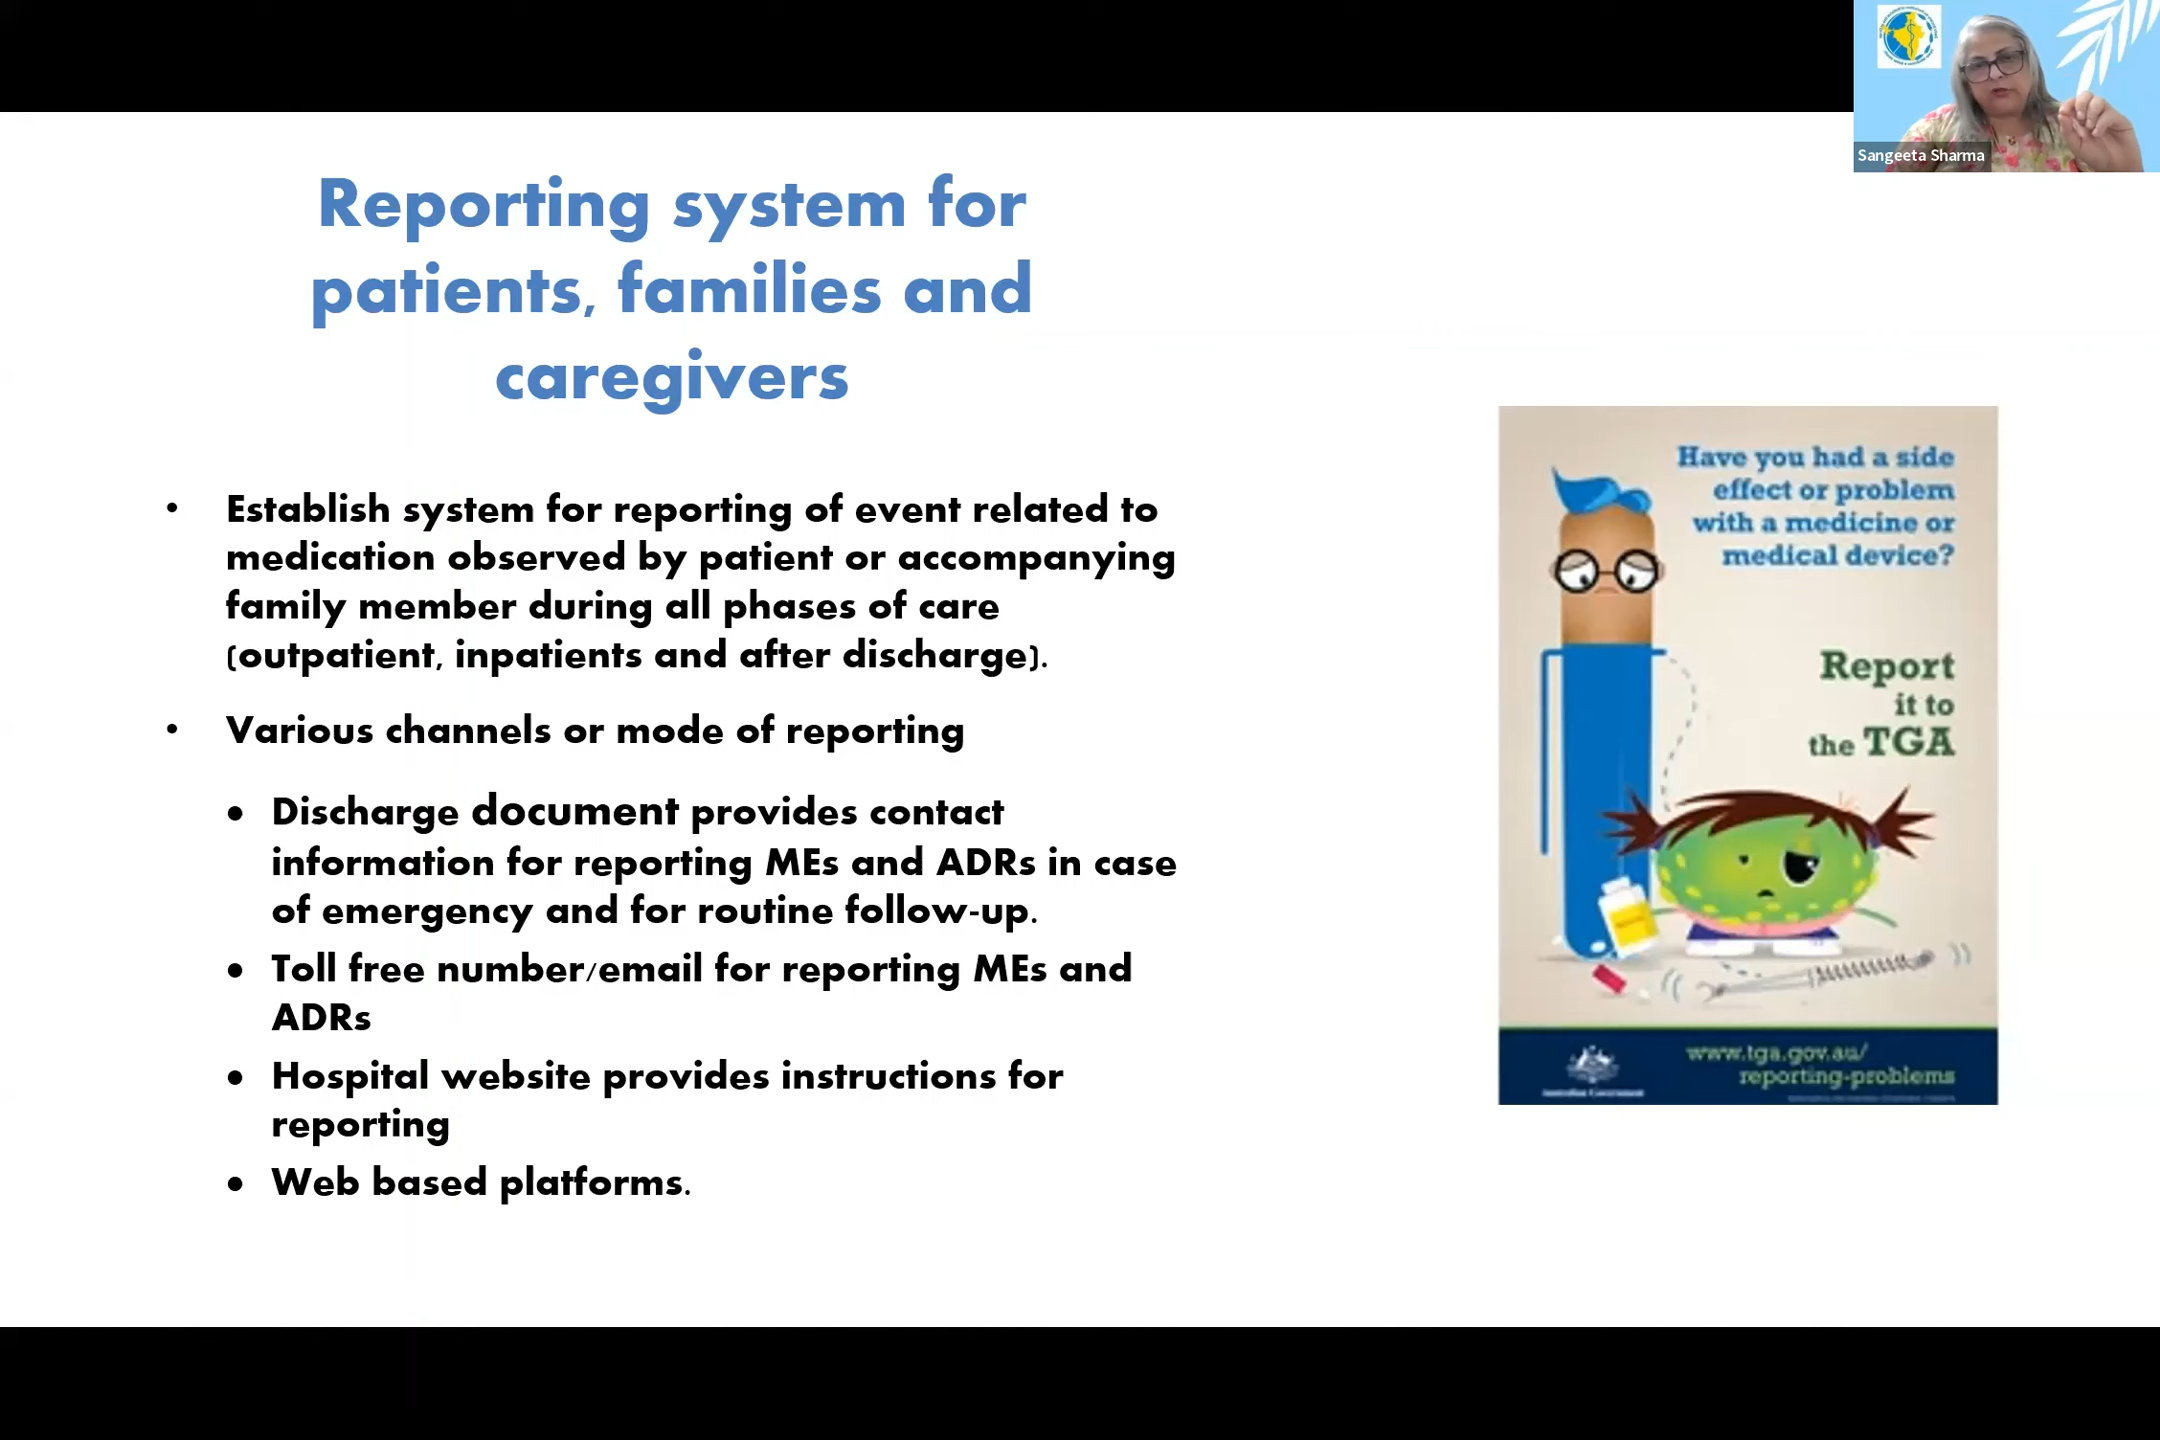 Sangeeta Sharma
Reporting system for
patients, families and
caregivers
• Establish system for reporting of event related to
medication observed by patient or accompanying
family member during all phases of care
(outpatient, inpatients and after discharge).
• Various channels or mode of reporting
• Discharge document provides contact
information for reporting MEs and ADRs in case
of emergency and for routine follow-up.
• Toll free number/email for reporting MEs and
ADRs
• Hospital website provides instructions for
reporting
• Web based platforms.
Have you had a side
effect or problem
with a medicine or
medical device?
Report
it to
the TGA
www.tga.gov.au/
reporting-problems
Australian Government